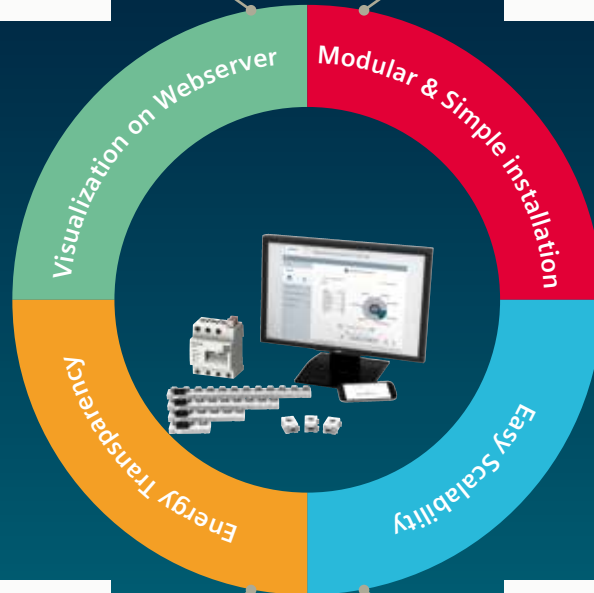 Visualization on Webserver
Modular & Simple installation
Energy Transparency
Easy Scalability